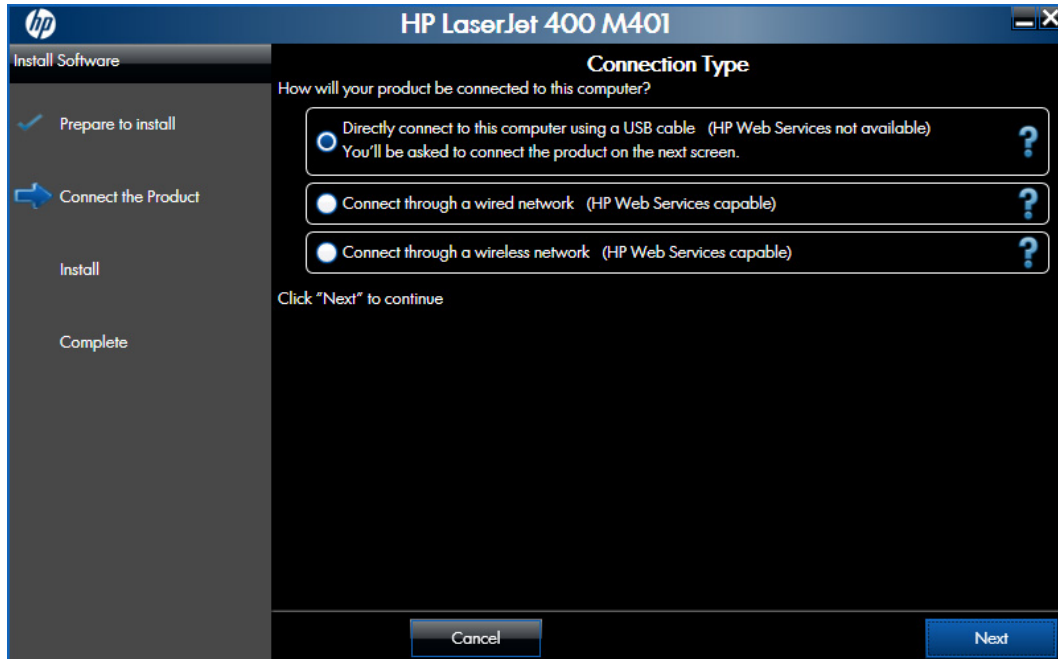 hp
HP LaserJet 400 M401
Install Software
Prepare to install
Connect the Product
Install
Complete
Connection Type
How will your product be connected to this computer?
Directly connect to this computer using a USB cable (HP Web Services not available)
You'll be asked to connect the product on the next screen.
?
Connect through a wired network (HP Web Services capable)
?
Connect through a wireless network (HP Web Services capable)
?
Click "Next" to continue
Cancel
Next